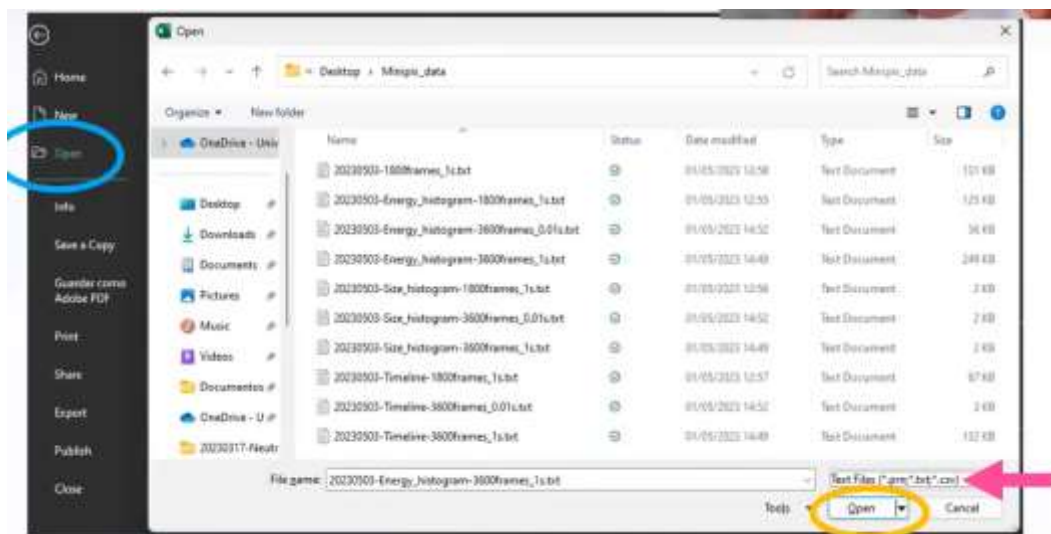 Open
Home
New
Open
Info
Save a Copy
Guardar como
Adobe PDF
Print
Share
Export
Publish
Close
Desktop › Minipix_data
Search Minipix_data
Organize
New folder
Name Status Date modified Type Size
OneDrive - Univ
Desktop
Downloads
Documents
Pictures
Music
Videos
Documentos
OneDrive - U
20230317-Neutr
20230503-1800frames_1s.txt 01/05/2023 12:58 Text Document
20230503-Energy_histogram-1800frames_1s.txt 01/05/2023 12:55 Text Document 125 KB
20230503-Energy_histogram-3600frames_0.01s.txt 01/05/2023 14:52 Text Document 56 KB
20230503-Energy_histogram-3600frames_1s.txt 01/05/2023 14:49 Text Document 249 KB
20230503-Size_histogram-1800frames_1s.txt 01/05/2023 12:56 Text Document
20230503-Size_histogram-3600frames_0.01s.txt 01/05/2023 14:52 Text Document 2 KB
20230503-Size_histogram-3600frames_1s.txt 01/05/2023 14:49 Text Document
20230503-Timeline-1800frames_1s.txt 01/05/2023 12:57 Text Document 67 KB
20230503-Timeline-3600frames_0.01s.txt 01/05/2023 14:52 Text Document
20230503-Timeline-3600frames_1s.txt 01/05/2023 14:49 Text Document 132 KB
File name: 20230503-Energy_histogram-3600frames_1s.txt
Text Files (*.prn;*.txt;*.csv)
Tools
Open
Cancel